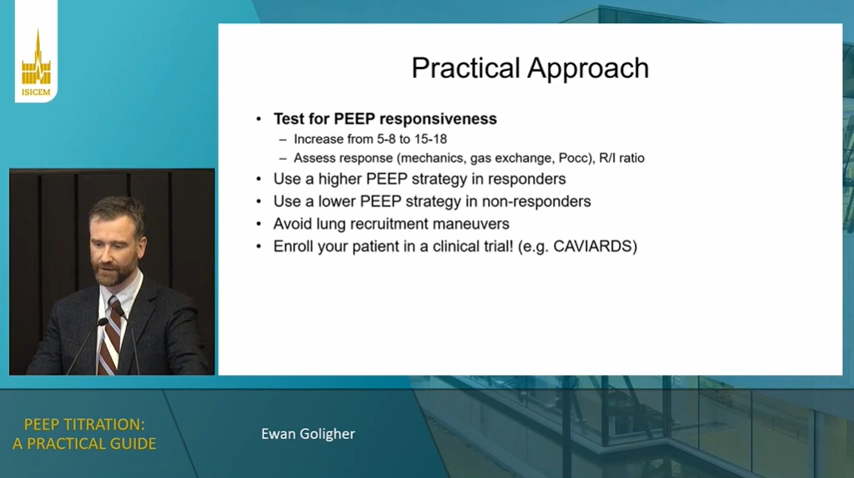 ISICEM
Practical Approach
• Test for PEEP responsiveness
– Increase from 5-8 to 15-18
– Assess response (mechanics, gas exchange, Pocc), R/I ratio
• Use a higher PEEP strategy in responders
• Use a lower PEEP strategy in non-responders
• Avoid lung recruitment maneuvers
• Enroll your patient in a clinical trial! (e.g. CAVIARDS)
PEEP TITRATION:
A PRACTICAL GUIDE
Ewan Goligher